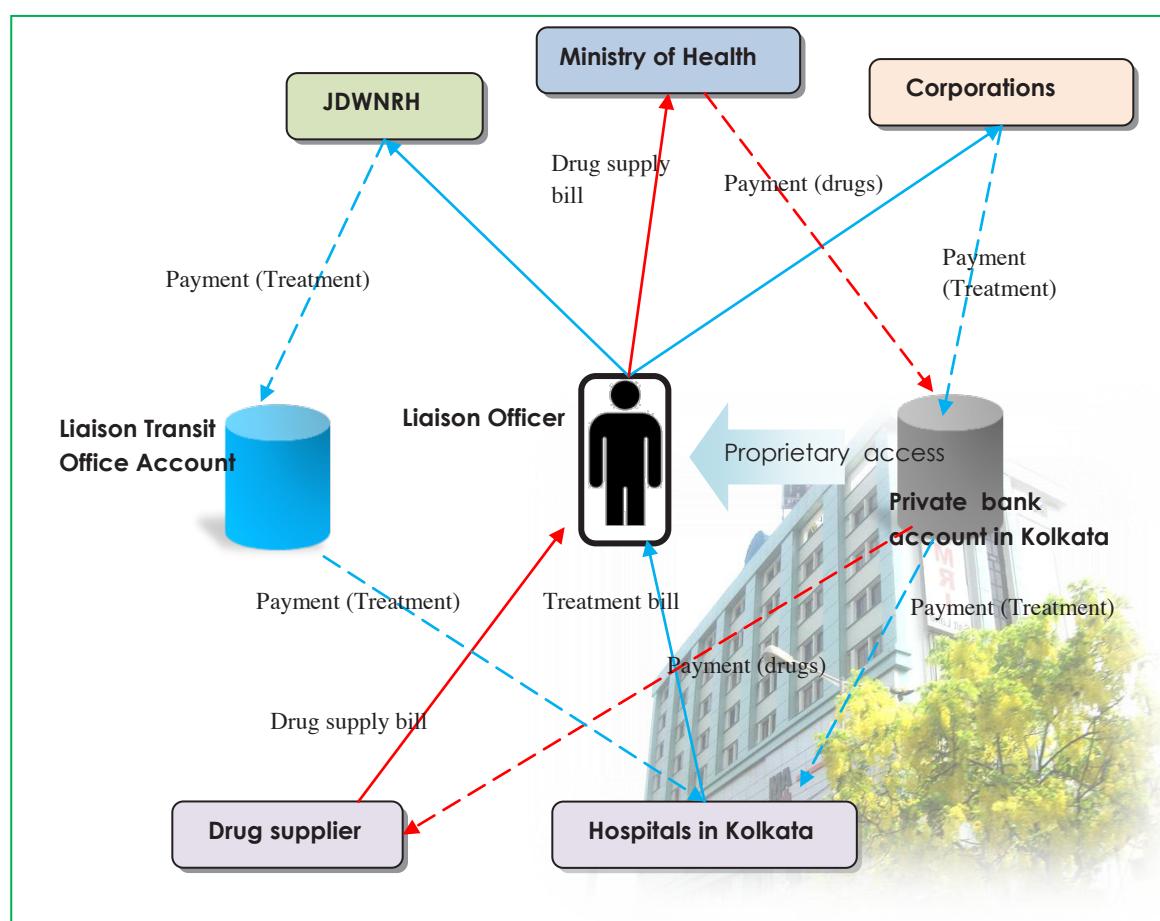 Ministry of Health
JDWNRH
Corporations
Drug supply
bill
Payment (drugs)
Payment (Treatment)
Payment
(Treatment)
Liaison Transit
Office Account
Liaison Officer
Proprietary access
Private bank
account in Kolkata
Payment (Treatment)
Treatment bill
Payment (Treatment)
Payment (drugs)
Drug supply bill
Drug supplier
Hospitals in Kolkata